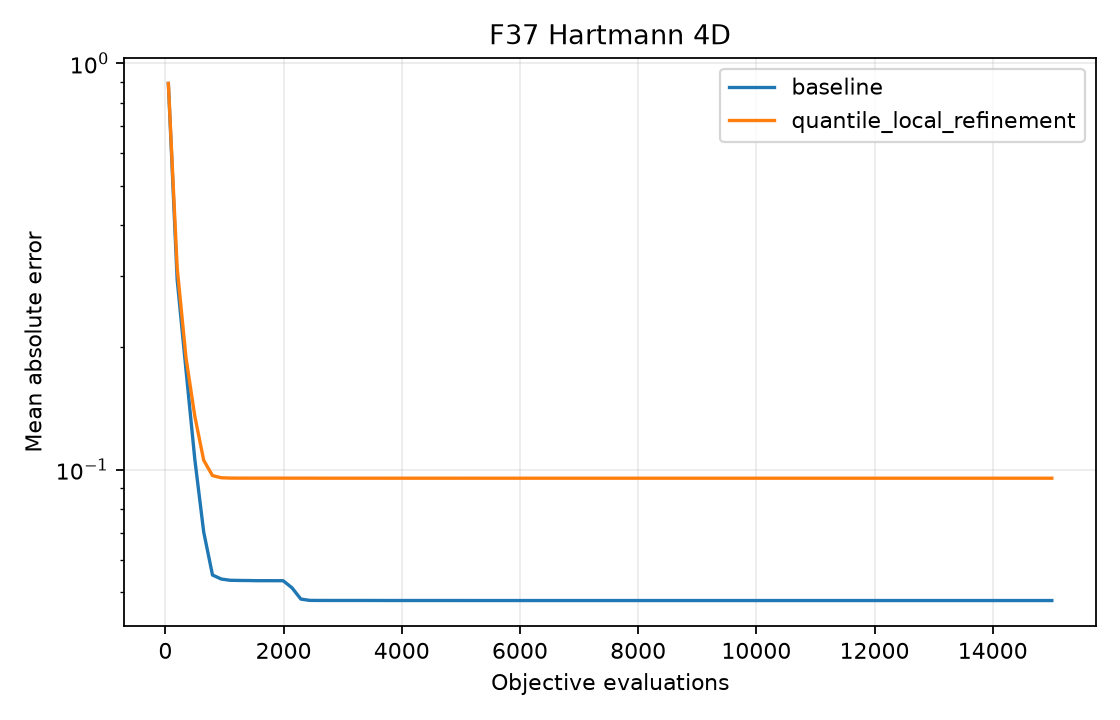 F37 Hartmann 4D
baseline
quantile_local_refinement
Mean absolute error
10⁰
10⁻¹
0 2000 4000 6000 8000 10000 12000 14000
Objective evaluations